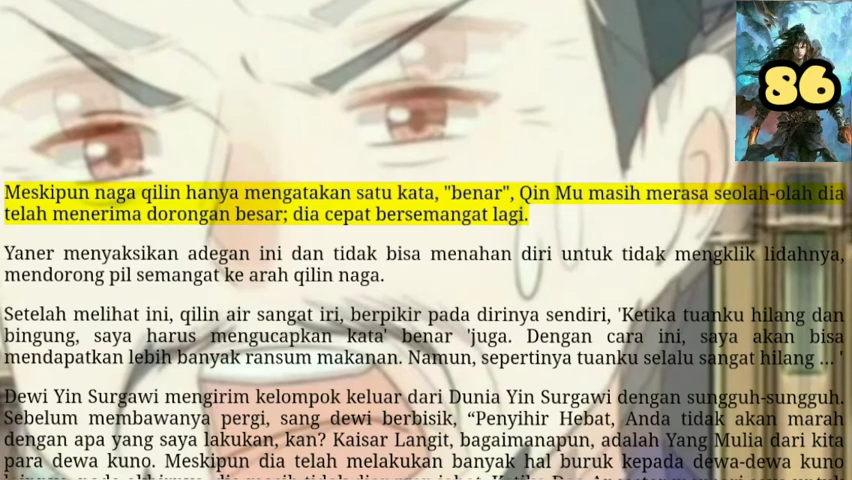 86
Meskipun naga qilin hanya mengatakan satu kata, "benar", Qin Mu masih merasa seolah-olah dia
telah menerima dorongan besar; dia cepat bersemangat lagi.
Yaner menyaksikan adegan ini dan tidak bisa menahan diri untuk tidak mengklik lidahnya,
mendorong pil semangat ke arah qilin naga.
Setelah melihat ini, qilin air sangat iri, berpikir pada dirinya sendiri, 'Ketika tuanku hilang dan
bingung, saya harus mengucapkan kata' benar 'juga. Dengan cara ini, saya akan bisa
mendapatkan lebih banyak ransum makanan. Namun, sepertinya tuanku selalu sangat hilang ... '
Dewi Yin Surgawi mengirim kelompok keluar dari Dunia Yin Surgawi dengan sungguh-sungguh.
Sebelum membawanya pergi, sang dewi berbisik, “Penyihir Hebat, Anda tidak akan marah
dengan apa yang saya lakukan, kan? Kaisar Langit, bagaimanapun, adalah Yang Mulia dari kita
para dewa kuno. Meskipun dia telah melakukan banyak hal buruk kepada dewa-dewa kuno